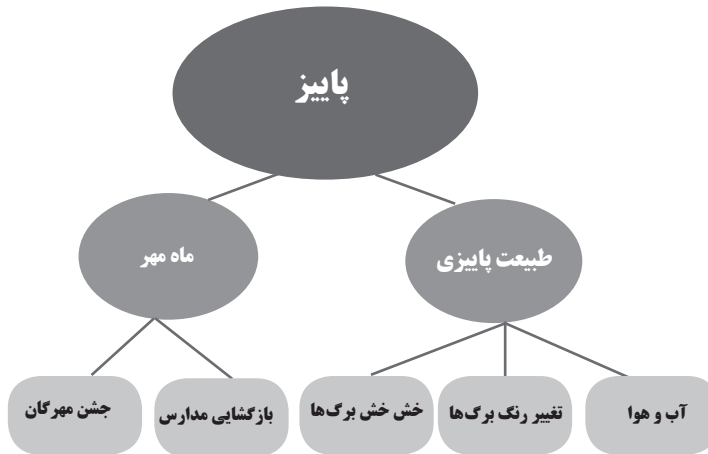 پاییز
طبیعت پاییزی
ماه مهر
آب و هوا
تغییر رنگ برگ‌ها
خش خش برگ‌ها
بازگشایی مدارس
جشن مهرگان